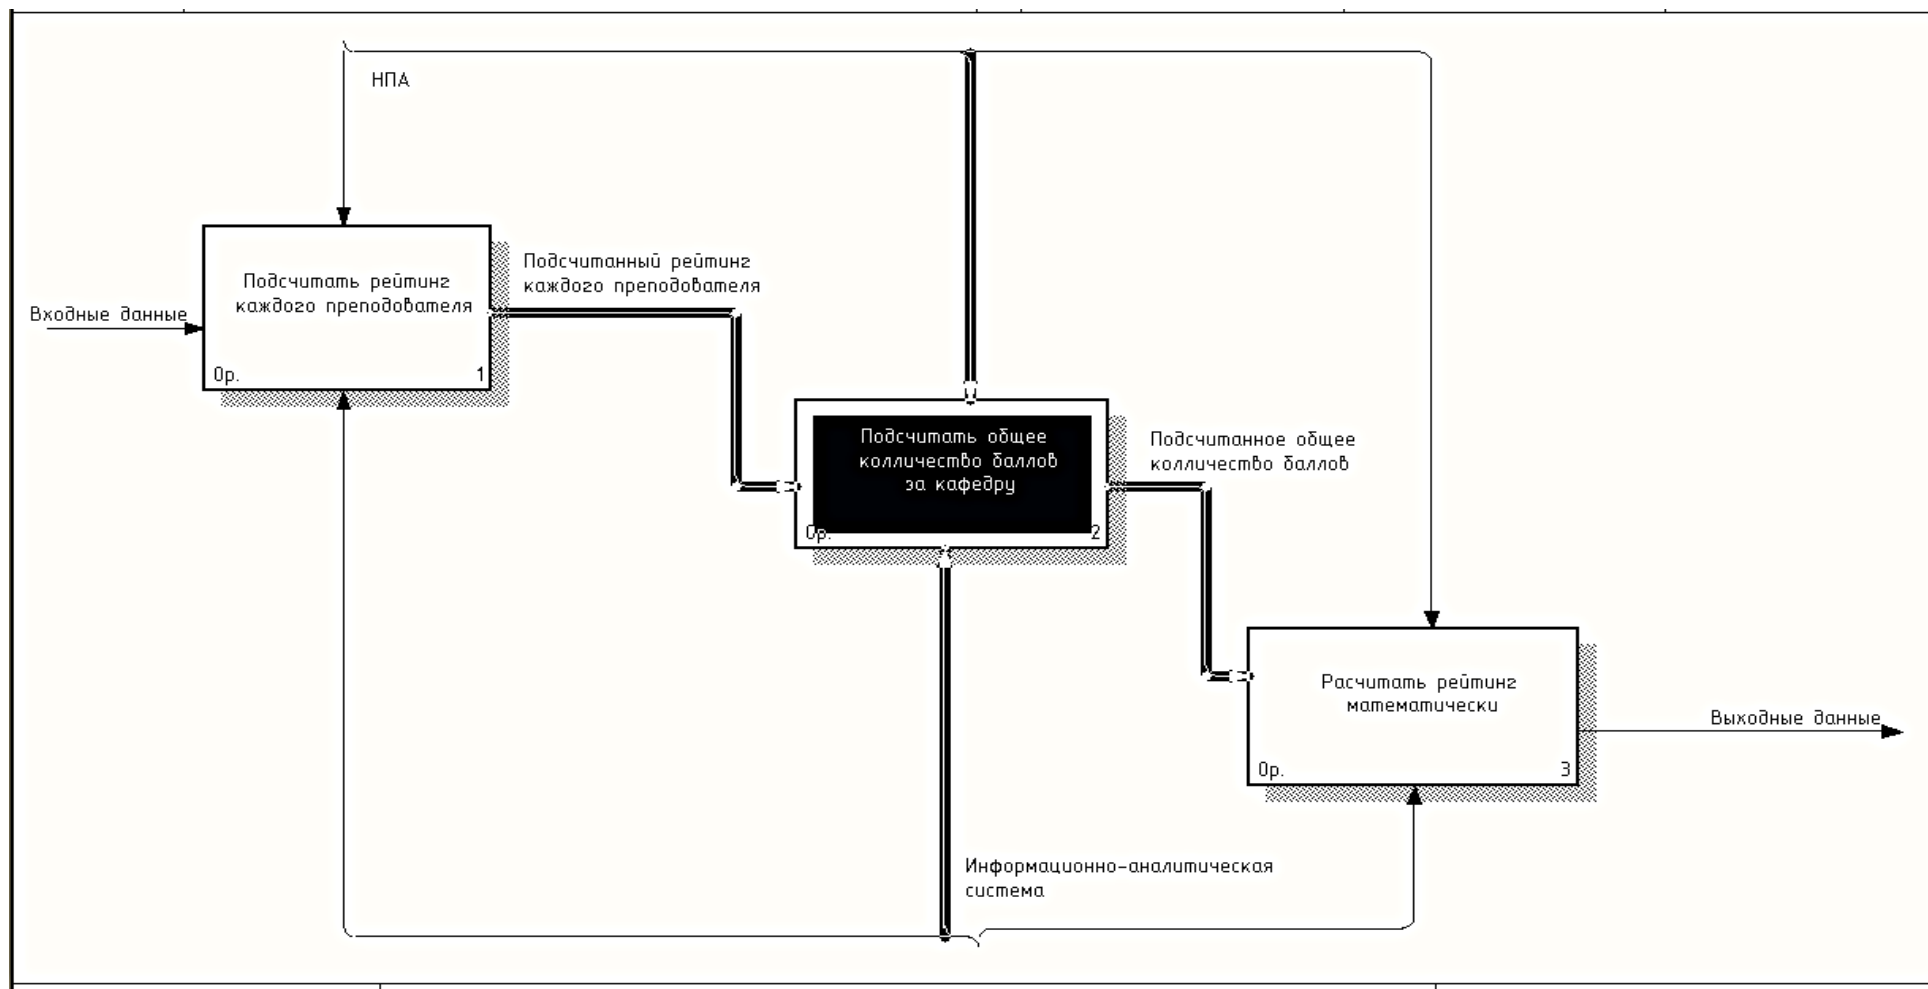 НПА
Подсчитать рейтинг
каждого преподователя
0р.
1
Входные данные
Подсчитанный рейтинг
каждого преподователя
Подсчитать общее
колличество баллов
за кафедру
0р.
2
Подсчитанное общее
колличество баллов
Расчитать рейтинг
математически
0р.
3
Выходные данные
Информационно-аналитическая
система